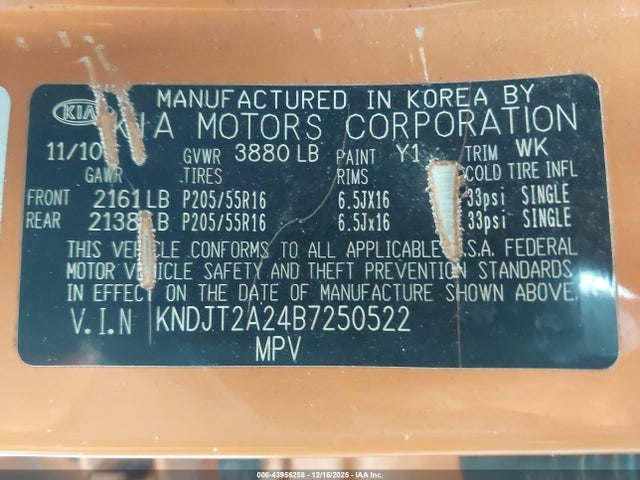 KIA
MANUFACTURED IN KOREA BY
KIA MOTORS CORPORATION
11/10 GVWR 3880 LB PAINT TRIM WK
GAWR TIRES RIMS COLD TIRE INFL
FRONT 2161 LB P205/55R16 6.5JX16 33psi SINGLE
REAR 2138 LB P205/55R16 6.5Jx16 33psi SINGLE
THIS VEHICLE CONFORMS TO ALL APPLICABLE U.S.A. FEDERAL
MOTOR VEHICLE SAFETY AND THEFT PREVENTION STANDARDS
IN EFFECT ON THE DATE OF MANUFACTURE SHOWN ABOVE.
V.I.N KNDJT2A24B7250522
MPV
© - 43956258 - 12/16/2025 - IAA Inc.